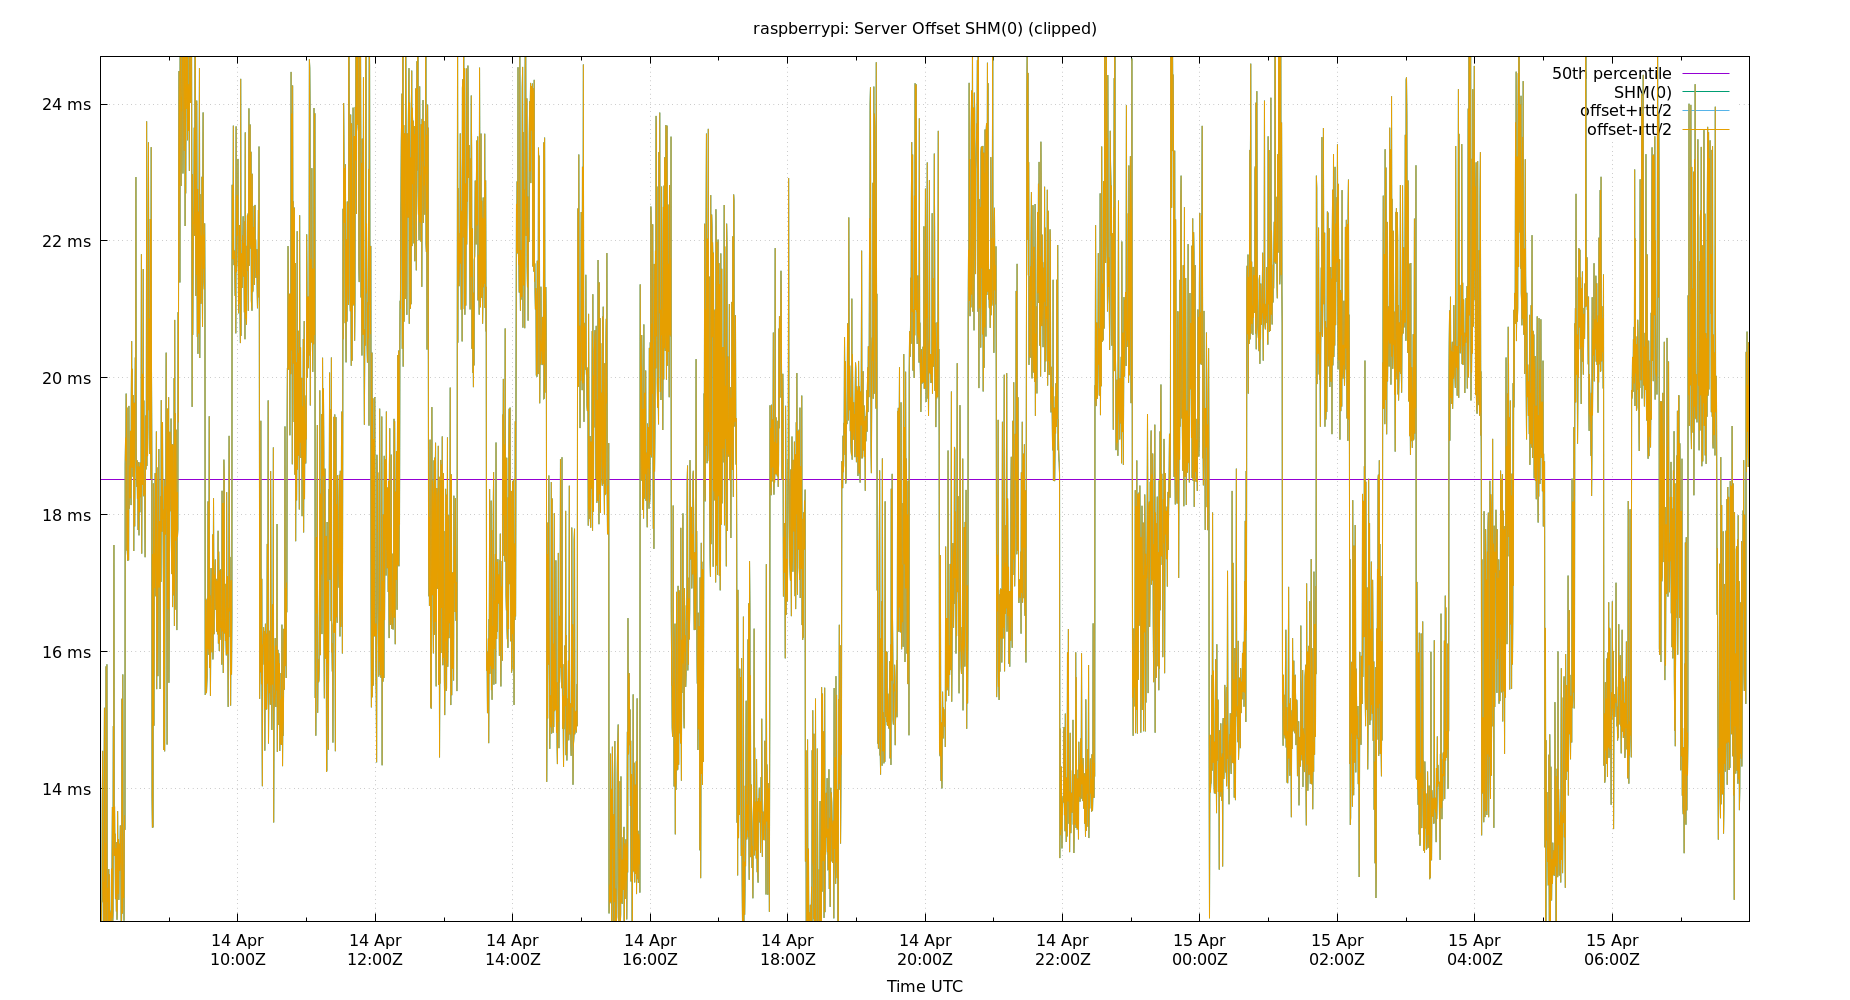 raspberrypi: Server Offset SHM(0) (clipped)
50th percentile
SHM(0)
offset+rtt/2
offset-rtt/2
24 ms
22 ms
20 ms
18 ms
16 ms
14 ms
14 Apr 14 Apr 14 Apr 14 Apr 14 Apr 14 Apr 14 Apr 15 Apr 15 Apr 15 Apr 15 Apr
10:00Z 12:00Z 14:00Z 16:00Z 18:00Z 20:00Z 22:00Z 00:00Z 02:00Z 04:00Z 06:00Z
Time UTC